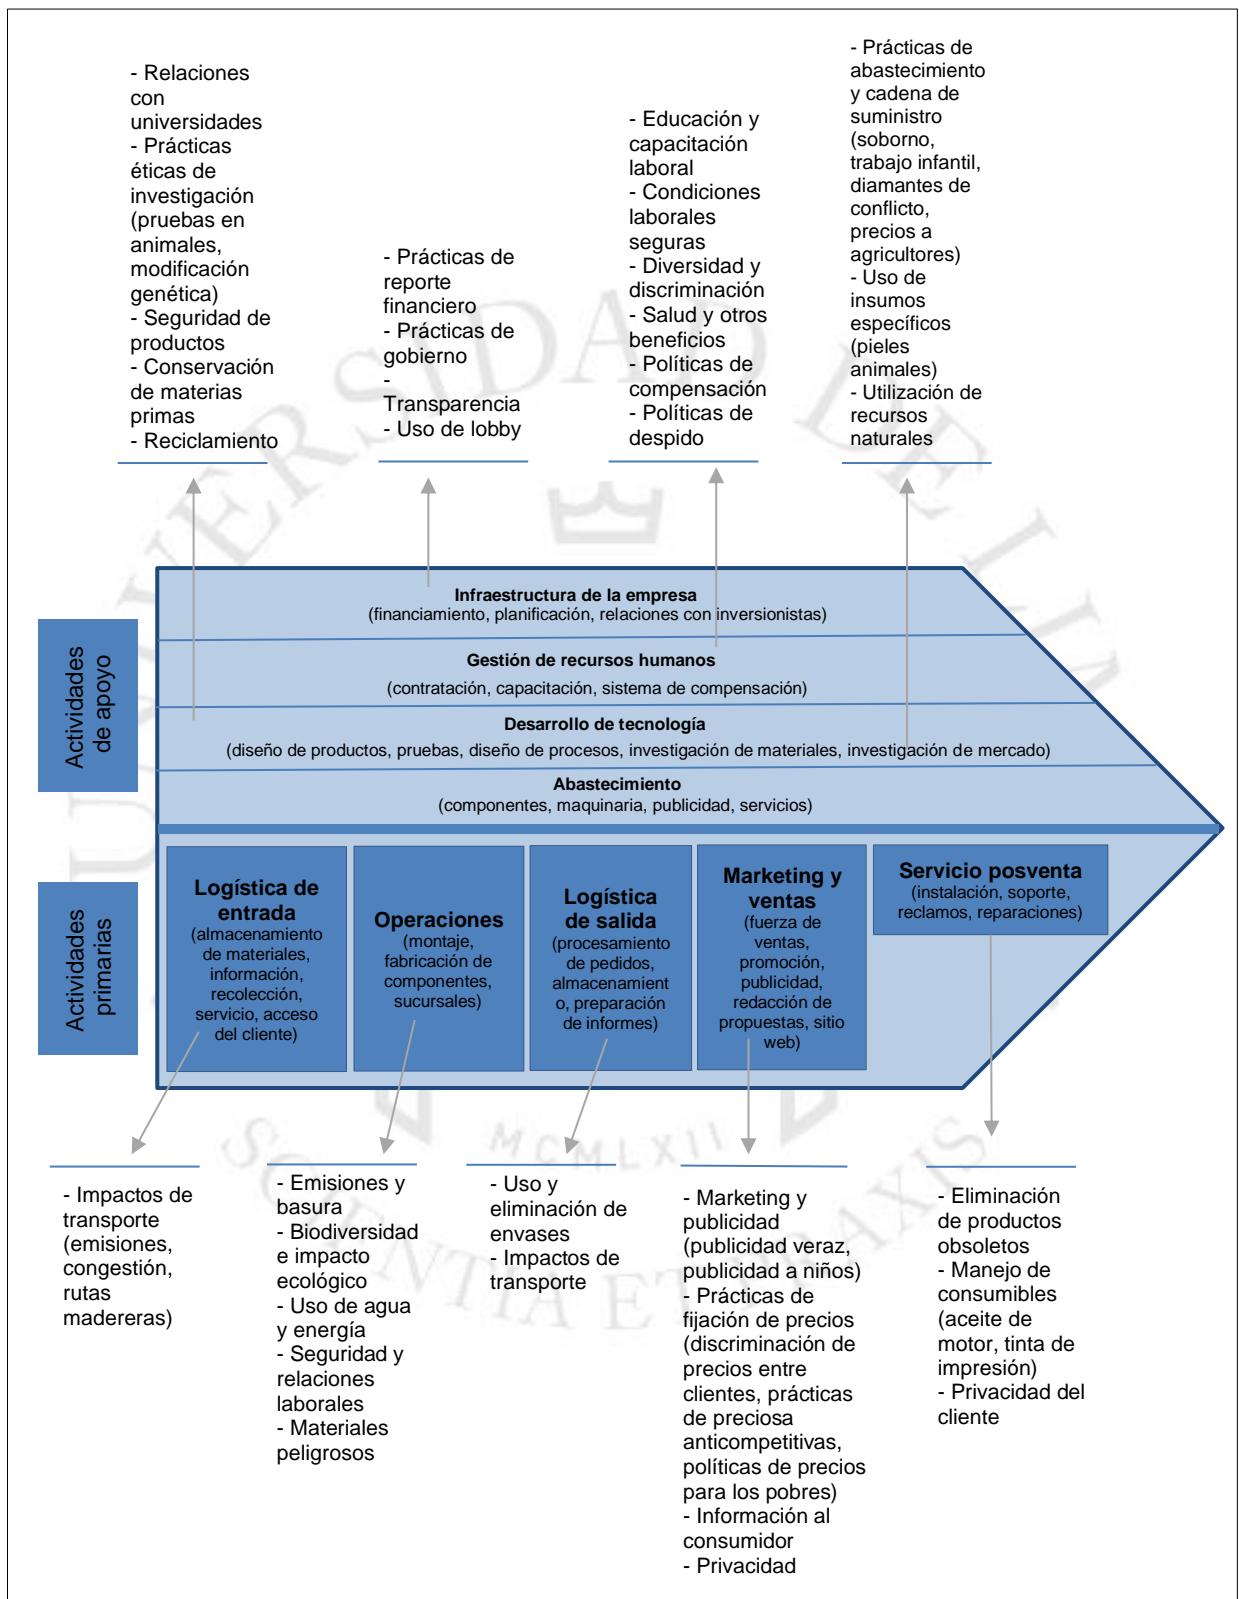 - Relaciones
con
universidades
- Prácticas
éticas de
investigación
(pruebas en
animales,
modificación
genética)
- Seguridad de
productos
- Conservación
de materias
primas
- Reciclamiento
- Prácticas de
reporte
financiero
- Prácticas de
gobierno
-
Transparencia
- Uso de lobby
- Educación y
capacitación
laboral
- Condiciones
laborales
seguras
- Diversidad y
discriminación
- Salud y otros
beneficios
- Políticas de
compensación
- Políticas de
despido
- Prácticas de
abastecimiento
y cadena de
suministro
(soborno,
trabajo infantil,
diamantes de
conflicto,
precios a
agricultores)
- Uso de
insumos
específicos
(pieles
animales)
- Utilización de
recursos
naturales
Actividades
de apoyo
Infraestructura de la empresa
(financiamiento, planificación, relaciones con inversionistas)
Gestión de recursos humanos
(contratación, capacitación, sistema de compensación)
Desarrollo de tecnología
(diseño de productos, pruebas, diseño de procesos, investigación de materiales, investigación de mercado)
Abastecimiento
(componentes, maquinaria, publicidad, servicios)
Actividades
primarias
Logística de
entrada
(almacenamiento
de materiales,
información,
recolección,
servicio, acceso
del cliente)
Operaciones
(montaje,
fabricación de
componentes,
sucursales)
Logística
de salida
(procesamiento
de pedidos,
almacenamient
o, preparación
de informes)
Marketing y
ventas
(fuerza de
ventas,
promoción,
publicidad,
redacción de
propuestas, sitio
web)
Servicio posventa
(instalación, soporte,
reclamos, reparaciones)
- Impactos de
transporte
(emisiones,
congestión,
rutas
madereras)
- Emisiones y
basura
- Biodiversidad
e impacto
ecológico
- Uso de agua
y energía
- Seguridad y
relaciones
laborales
- Materiales
peligrosos
- Uso y
eliminación de
envases
- Impactos de
transporte
- Marketing y
publicidad
(publicidad veraz,
publicidad a niños)
- Prácticas de
fijación de precios
(discriminación de
precios entre
clientes, prácticas
de preciosa
anticompetitivas,
políticas de precios
para los pobres)
- Información al
consumidor
- Privacidad
- Eliminación
de productos
obsoletos
- Manejo de
consumibles
(aceite de
motor, tinta de
impresión)
- Privacidad del
cliente
UNIVERSIDAD DE LIMA
MCMLXII
SCIENTIA ET PRAXIS